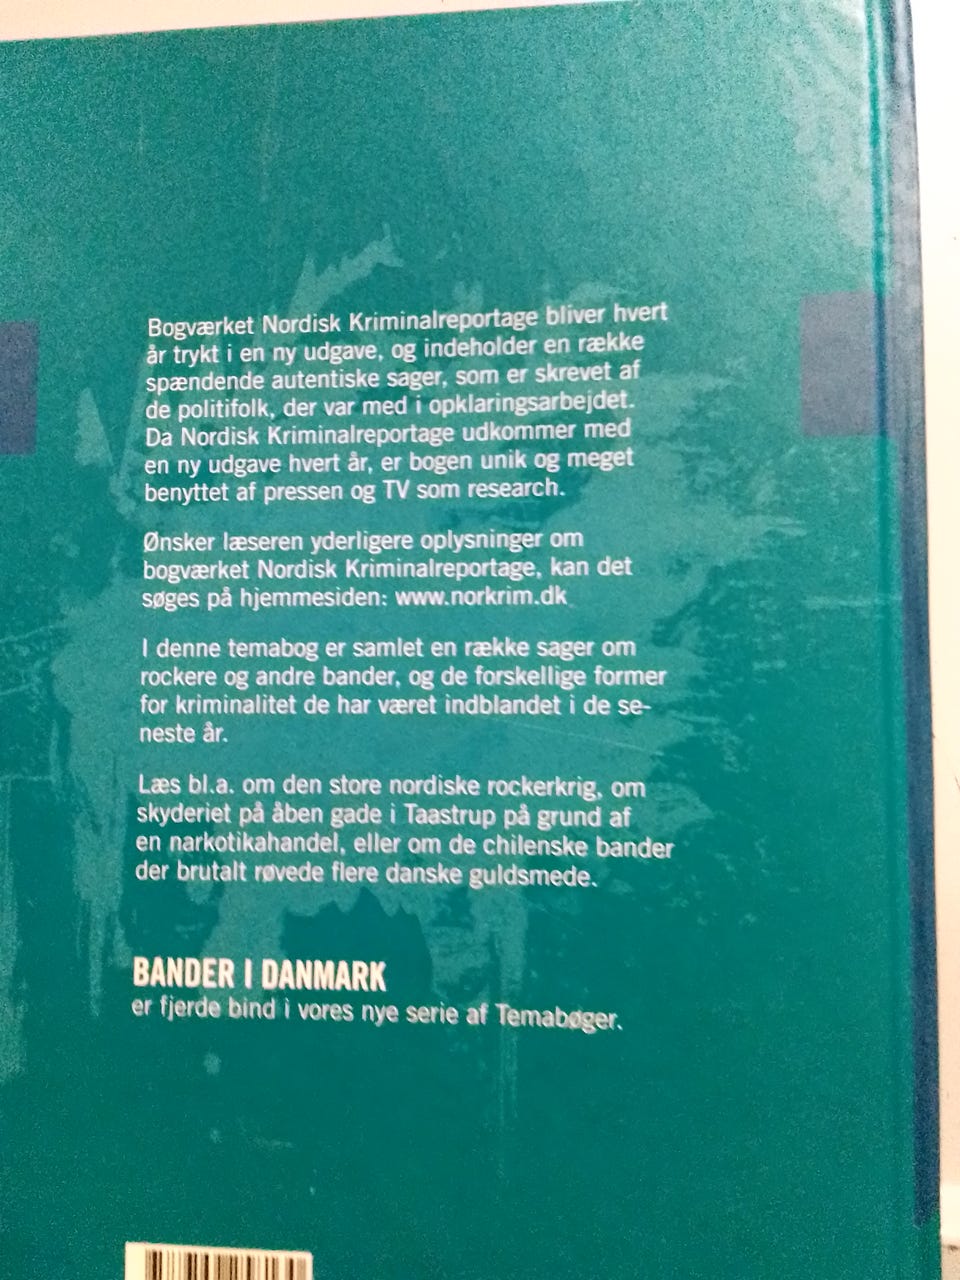 Bogværket Nordisk Kriminalreportage bliver hvert
år trykt i en ny udgave, og indeholder en række
spændende autentiske sager, som er skrevet af
de politifolk, der var med i opklaringsarbejdet.
Da Nordisk Kriminalreportage udkommer med
en ny udgave hvert år, er bogen unik og meget
benyttet af pressen og TV som research.
Ønsker læseren yderligere oplysninger om
bogværket Nordisk Kriminalreportage, kan det
søges på hjemmesiden: www.norkrim.dk
I denne temabog er samlet en række sager om
rockere og andre bander, og de forskellige former
for kriminalitet de har været indblandet i de se-
neste år.
Læs bl.a. om den store nordiske rockerkrig, om
skyderiet på åben gade i Taastrup på grund af
en narkotikahandel, eller om de chilenske bander
der brutalt røvede flere danske guldsmede.
BANDER I DANMARK
er fjerde bind i vores nye serie af Temabøger.